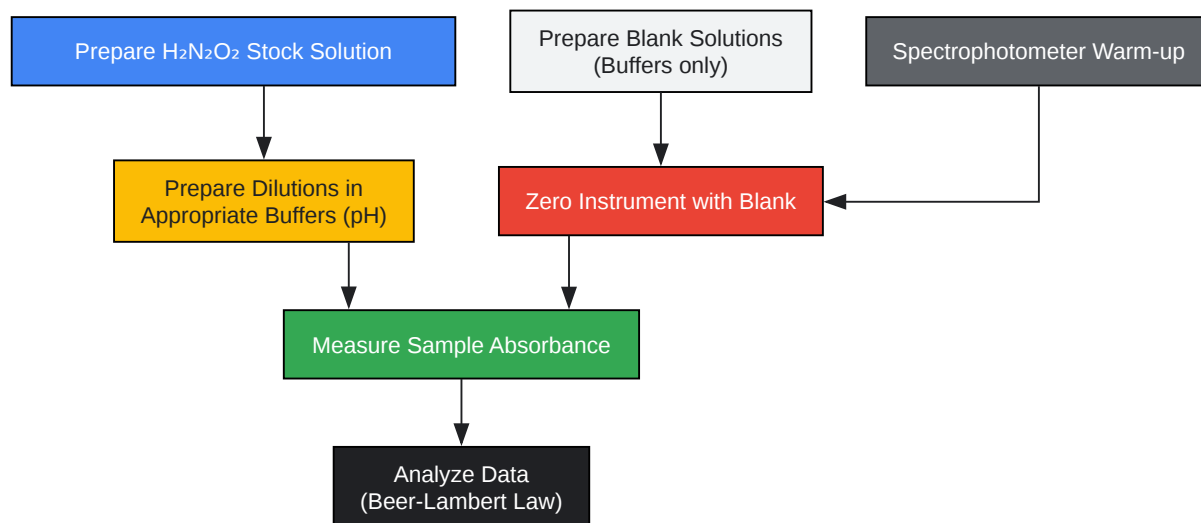 Prepare H₂N₂O₂ Stock Solution
Prepare Blank Solutions
(Buffers only)
Spectrophotometer Warm-up
Prepare Dilutions in
Appropriate Buffers (pH)
Zero Instrument with Blank
Measure Sample Absorbance
Analyze Data
(Beer-Lambert Law)